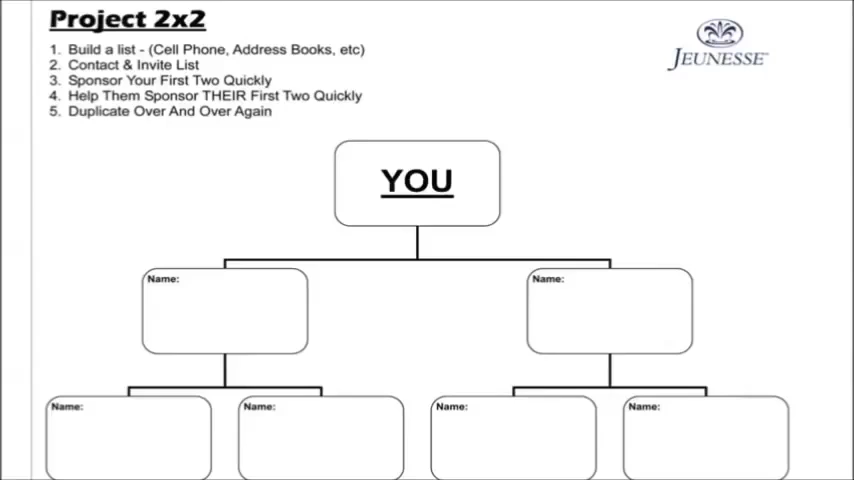 Project 2x2
1. Build a list - (Cell Phone, Address Books, etc)
2. Contact & Invite List
3. Sponsor Your First Two Quickly
4. Help Them Sponsor THEIR First Two Quickly
5. Duplicate Over And Over Again
JEUNESSE™
YOU
Name:
Name:
Name:
Name:
Name:
Name: